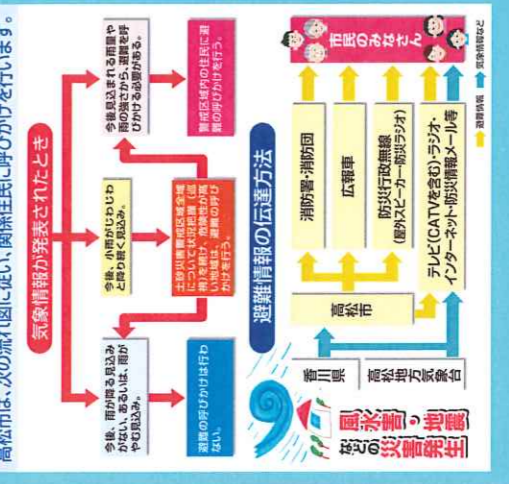 高松市は、次の流れ図に従い、関係住民に呼びかけを行います。
気象情報が発表されたとき
今後、雨が降る見込み
がない、あるいは、雨が
やむ見込み。
今後、小雨がじわじわ
と降り続く見込み。
今後見込まれる雨量や
雨の強さから、避難を呼
びかける必要がある。
避難の呼びかけは行わ
ない。
土砂災害警戒区域全域
について状況把握(巡
視)を続け、危険性が高
い地域は、避難の呼び
かけを行う。
警戒区域内の住民に避
難の呼びかけを行う。
避難情報の伝達方法
風水害・地震
などの災害発生
香川県
高松地方気象台
高松市
消防署・消防団
広報車
防災行政無線
(屋外スピーカー・防災ラジオ)
テレビ(CATVを含む)・ラジオ・
インターネット・防災情報メール等
市民のみなさん
避難情報
気象情報など